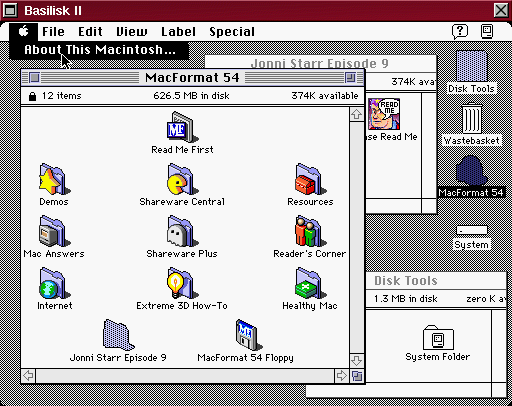 Basilisk II
File Edit View Label Special
About This Macintosh...
Jonni Starr Episode 9
374K
READ ME
Read Me
MacFormat 54
12 items 626.5 MB in disk 374K available
Read Me First
Demos Shareware Central Resources
Mac Answers Shareware Plus Reader's Corner
Internet Extreme 3D How-To Healthy Mac
Jonni Starr Episode 9 MacFormat 54 Floppy
Disk Tools
Wastebasket
MacFormat 54
System
Disk Tools
1.3 MB in disk zero K
System Folder